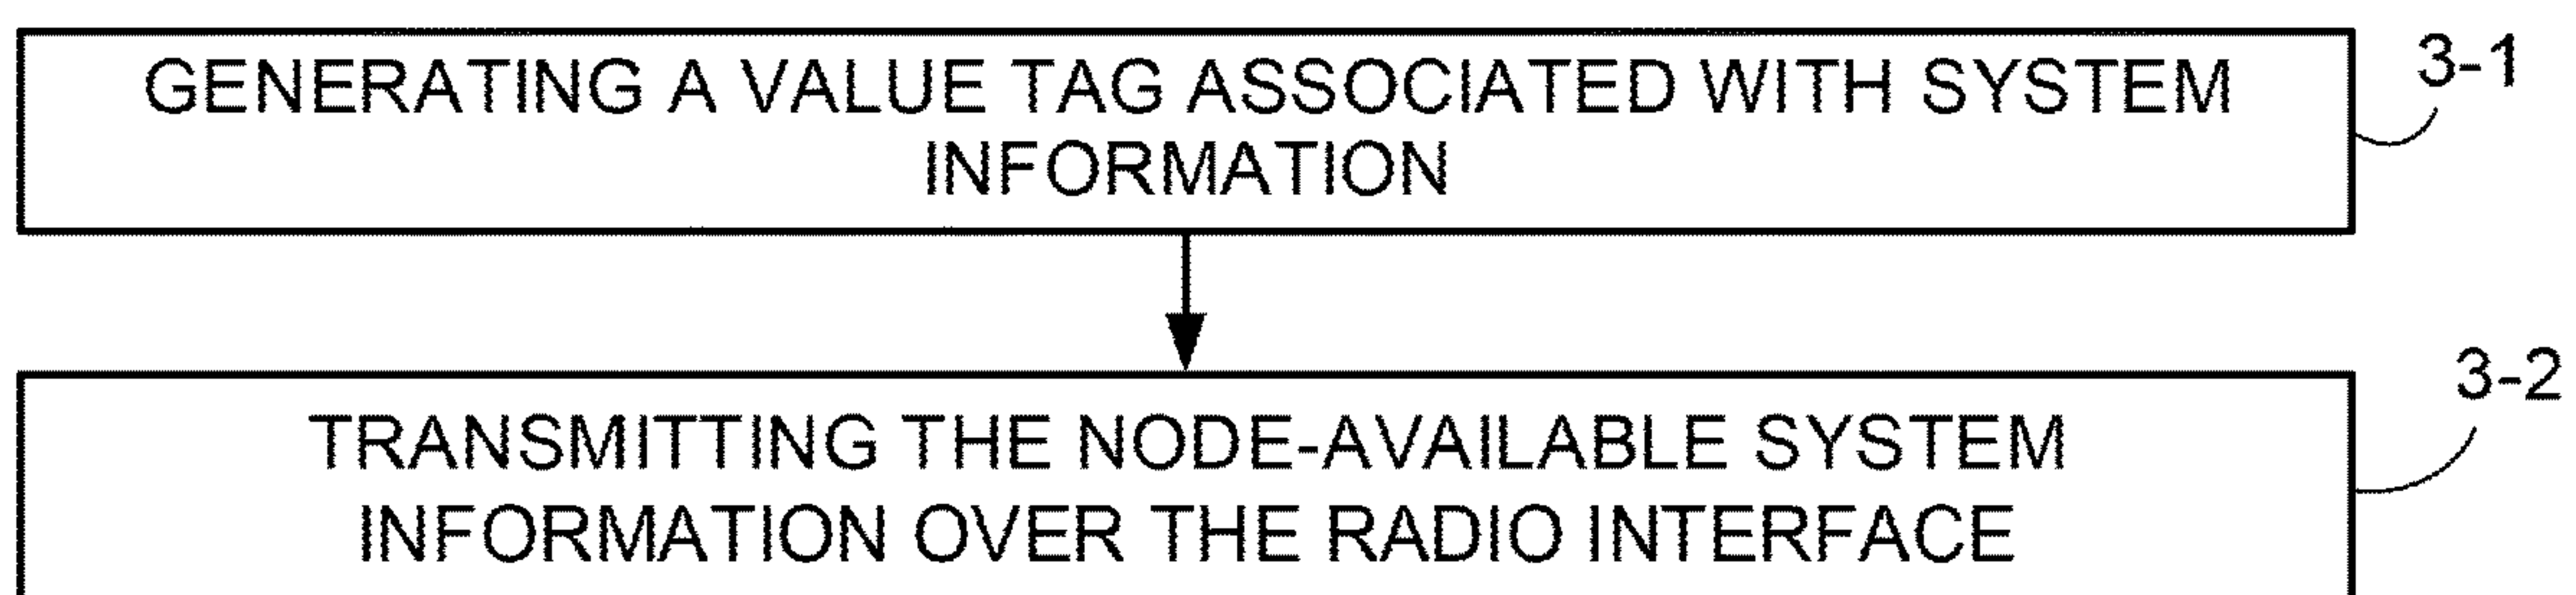 GENERATING A VALUE TAG ASSOCIATED WITH SYSTEM
INFORMATION
3-1
TRANSMITTING THE NODE-AVAILABLE SYSTEM
INFORMATION OVER THE RADIO INTERFACE
3-2